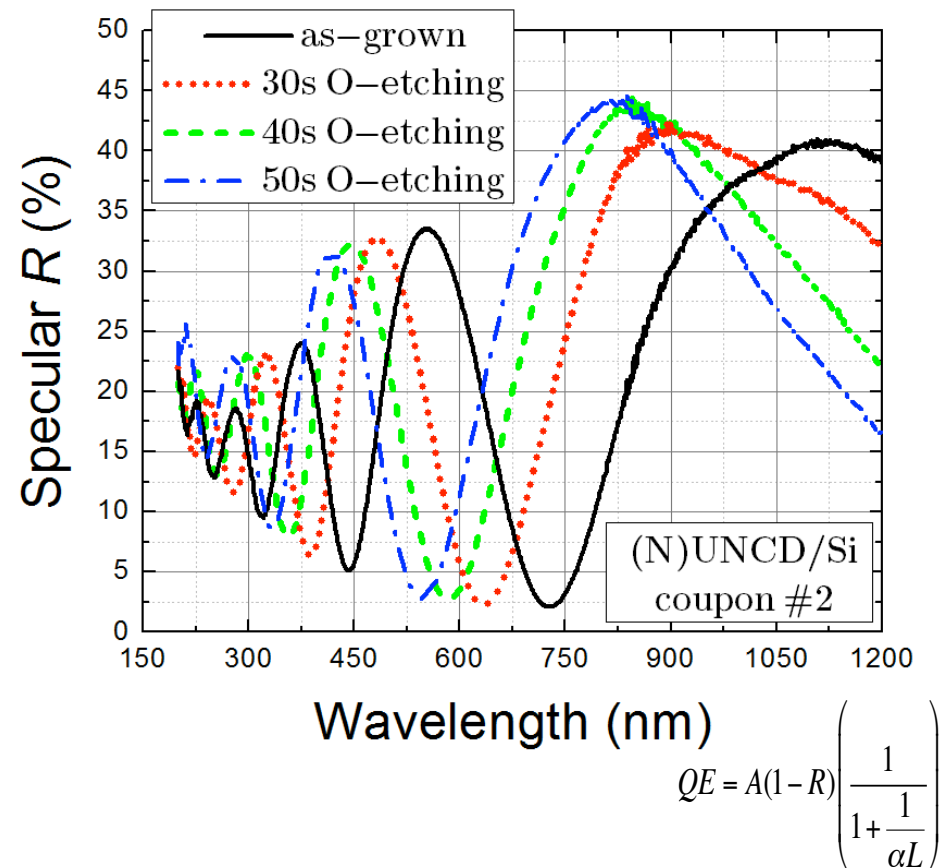 50
45
40
35
30
25
20
15
10
5
0
Specular R (%)
as-grown
30s O-etching
40s O-etching
50s O-etching
(N)UNCD/Si
coupon #2
150 300 450 600 750 900 1050 1200
Wavelength (nm)
QE = A(1 − R)(1/(1 + 1/(αL)))